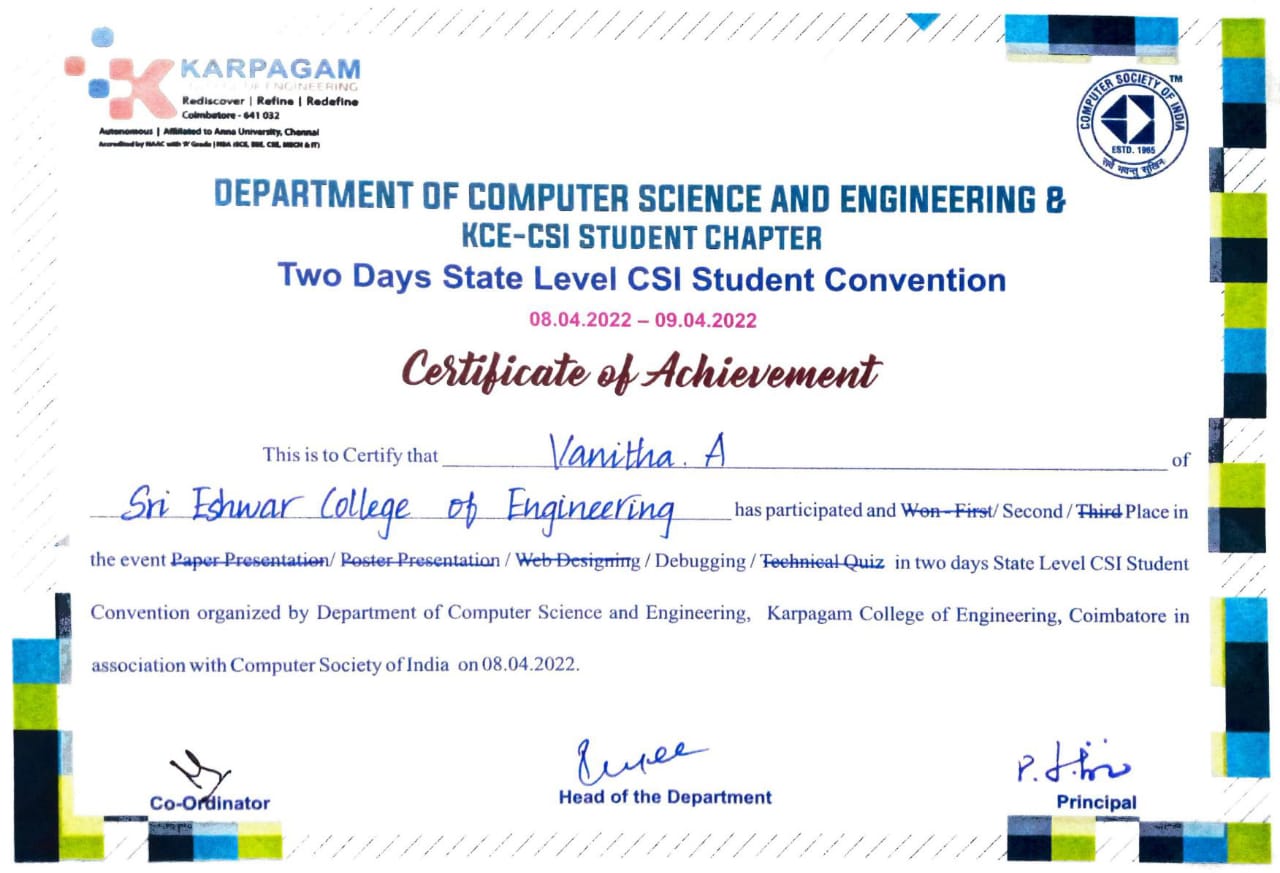 KARPAGAM
COLLEGE OF ENGINEERING
Rediscover | Refine | Redefine
Coimbatore - 641 032
Autonomous | Affiliated to Anna University, Chennai
Accredited by NAAC with 'A' Grade | NBA (ECE, EEE, CSE, MECH & IT)
COMPUTER SOCIETY OF INDIA TM
ESTD. 1965
सर्वे भवन्तु सुखिनः
DEPARTMENT OF COMPUTER SCIENCE AND ENGINEERING &
KCE-CSI STUDENT CHAPTER
Two Days State Level CSI Student Convention
08.04.2022 – 09.04.2022
Certificate of Achievement
This is to Certify that Vanitha. A of
Sri Eshwar College of Engineering has participated and Won - First/ Second / Third Place in
the event Paper Presentation/ Poster Presentation / Web Designing / Debugging / Technical Quiz in two days State Level CSI Student
Convention organized by Department of Computer Science and Engineering, Karpagam College of Engineering, Coimbatore in
association with Computer Society of India on 08.04.2022.
Co-Ordinator
Head of the Department
Principal